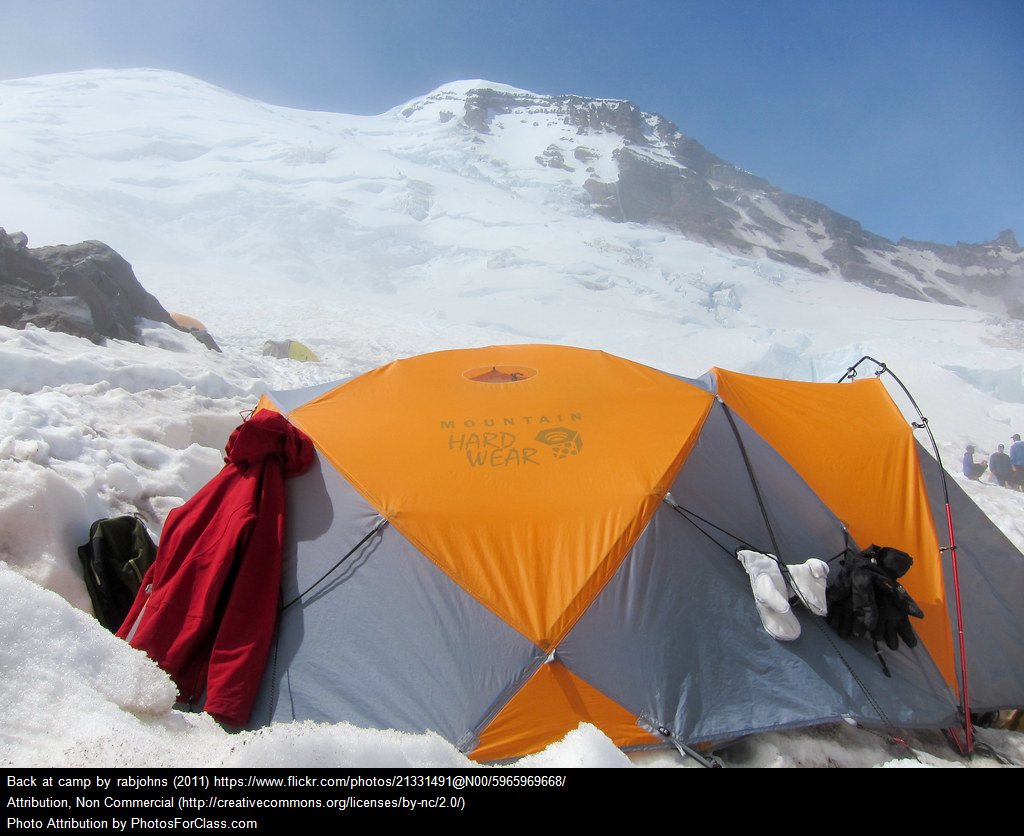 MOUNTAIN
HARD
WEAR
Back at camp by rabjohns (2011) https://www.flickr.com/photos/21331491@N00/5965969668/
Attribution, Non Commercial (http://creativecommons.org/licenses/by-nc/2.0/)
Photo Attribution by PhotosForClass.com